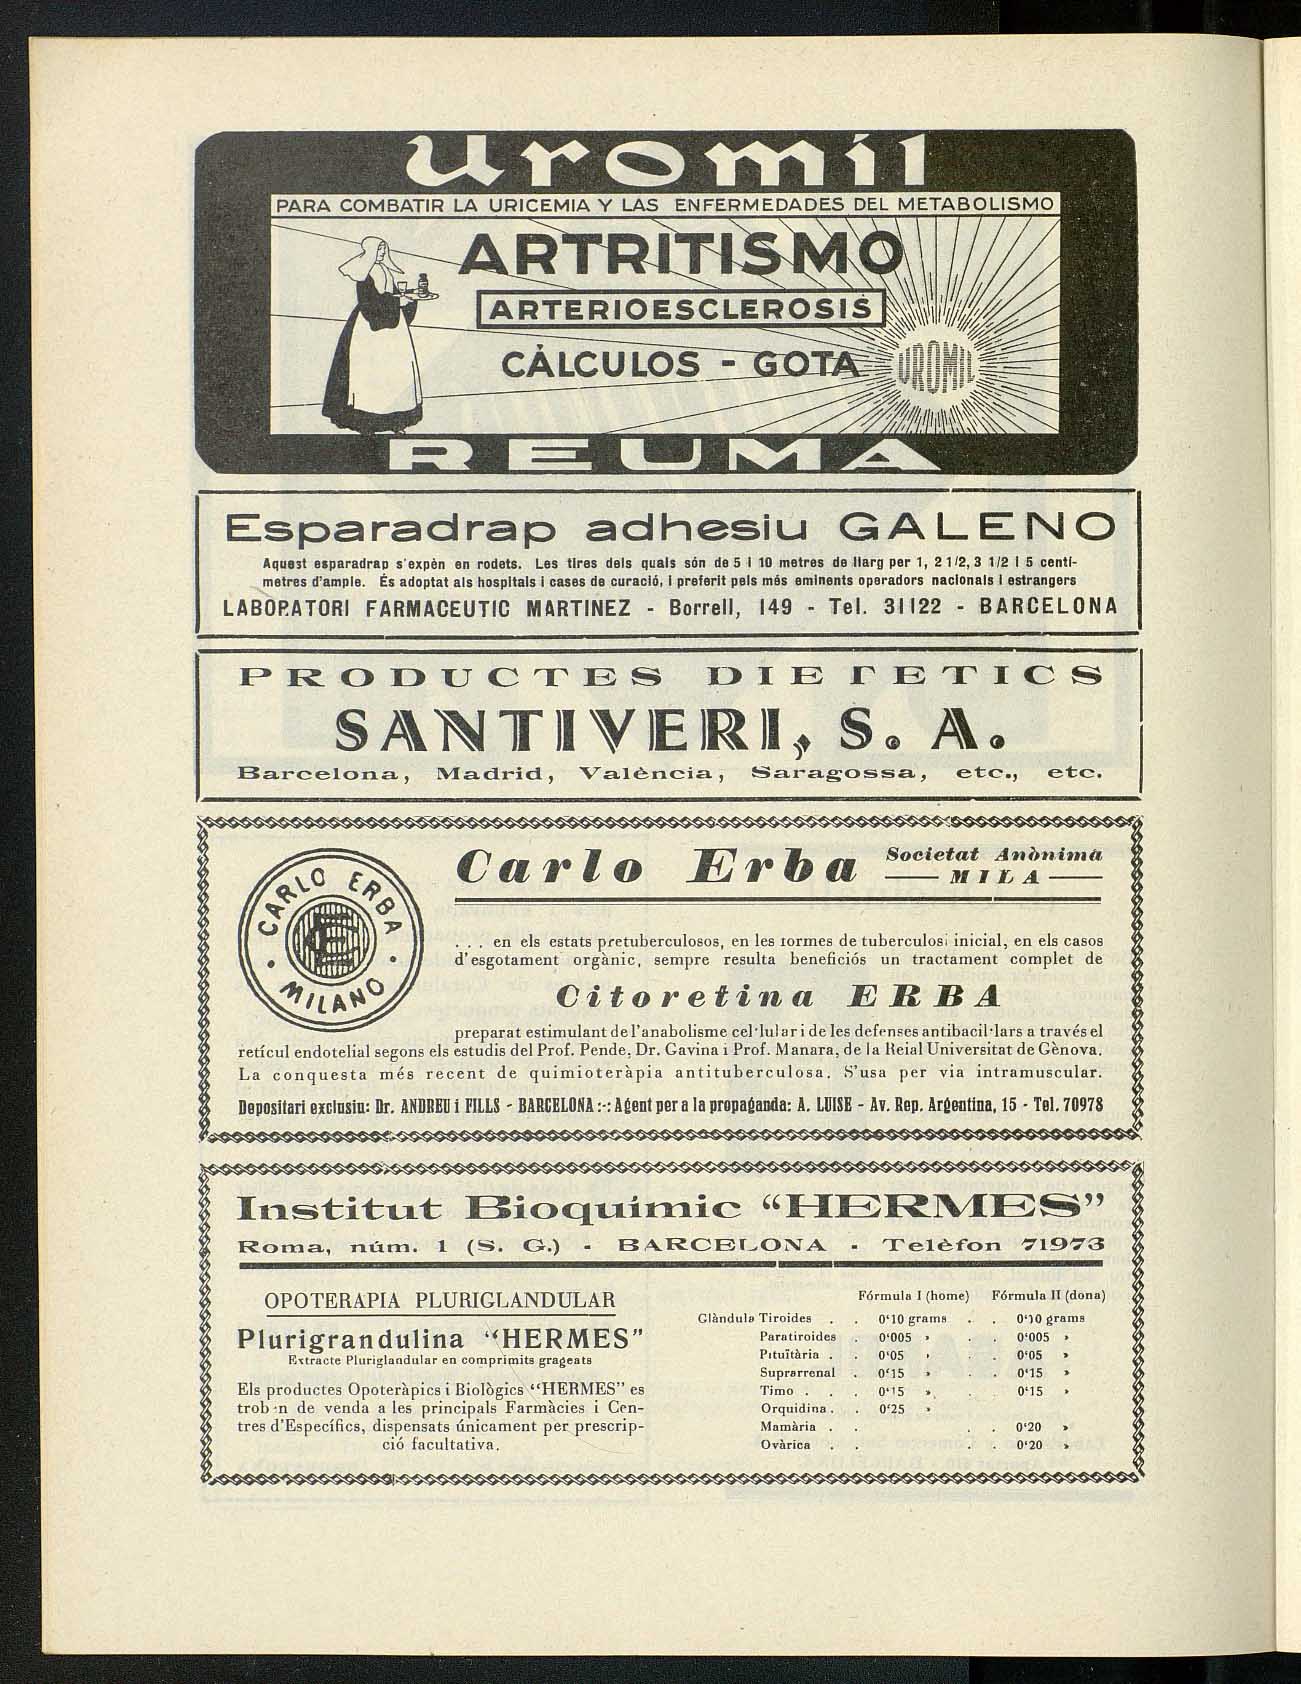 uromil
PARA COMBATIR LA URICEMIA Y LAS ENFERMEDADES DEL METABOLISMO
ARTRITISMO
ARTERIOESCLEROSIS
CÁLCULOS - GOTA
UROMIL
REUMA
Esparadrap adhesiu GALENO
Aquest esparadrap s'expèn en rodets. Les tires dels quals són de 5 i 10 metres de llarg per 1, 2 1/2, 3 1/2 i 5 centí-
metres d'ample. És adoptat als hospitals i cases de curació, i preferit pels més eminents operadors nacionals i estrangers
LABORATORI FARMACEUTIC MARTINEZ - Borrell, 149 - Tel. 31122 - BARCELONA
PRODUCTES DIETETICS
SANTIVERI, S. A.
Barcelona, Madrid, València, Saragossa, etc., etc.
CARLO ERBA
CE
MILANO
Carlo Erba Societat Anònima
MILA
... en els estats pretuberculosos, en les formes de tuberculosi inicial, en els casos
d'esgotament orgànic, sempre resulta beneficiós un tractament complet de
Citoretina ERBA
preparat estimulant de l'anabolisme cel·lular i de les defenses antibacil·lars a través el
retícul endotelial segons els estudis del Prof. Pende, Dr. Gavina i Prof. Manara, de la Reial Universitat de Gènova.
La conquesta més recent de quimioteràpia antituberculosa. S'usa per via intramuscular.
Depositari exclusiu: Dr. ANDREU i FILLS - BARCELONA :-: Agent per a la propaganda: A. LUISE - Av. Rep. Argentina, 15 - Tel. 70978
Institut Bioquímic “HERMES”
Roma, núm. 1 (S. G.) - BARCELONA - Telèfon 71973
OPOTERAPIA PLURIGLANDULAR
Plurigrandulina “HERMES”
Extracte Pluriglandular en comprimits grageats
Els productes Opoteràpics i Biològics “HERMES” es
troben de venda a les principals Farmàcies i Cen-
tres d'Específics, dispensats únicament per prescrip-
ció facultativa.
Fórmula I (home) Fórmula II (dona)
Glàndula Tiroides . . 0'10 grams . . 0'10 grams
Paratiroides . 0'005 » . . 0'005 »
Pituïtària . . 0'05 » . . 0'05 »
Suprarrenal . 0'15 » . . 0'15 »
Timo . . . 0'15 » . . 0'15 »
Orquidina . . 0'25 »
Mamària . . . . 0'20 »
Ovàrica . . . . 0'20 »